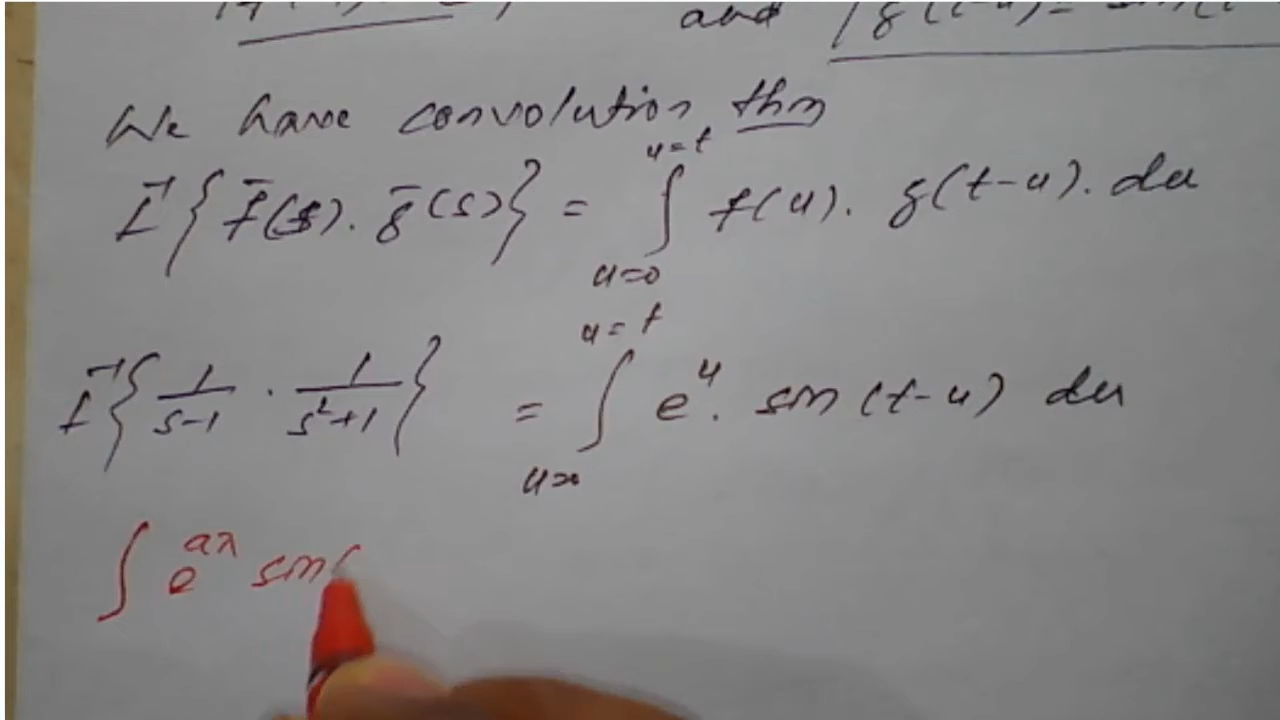 and g(t-u) = sin(t
We have convolution thm
L⁻¹{f̄(s). ḡ(s)} = ∫_{u=0}^{u=t} f(u). g(t-u). du
L⁻¹{1/(s-1) . 1/(s²+1)} = ∫_{u=0}^{u=t} e^u. sin(t-u) du
∫ e^{ax} sin(